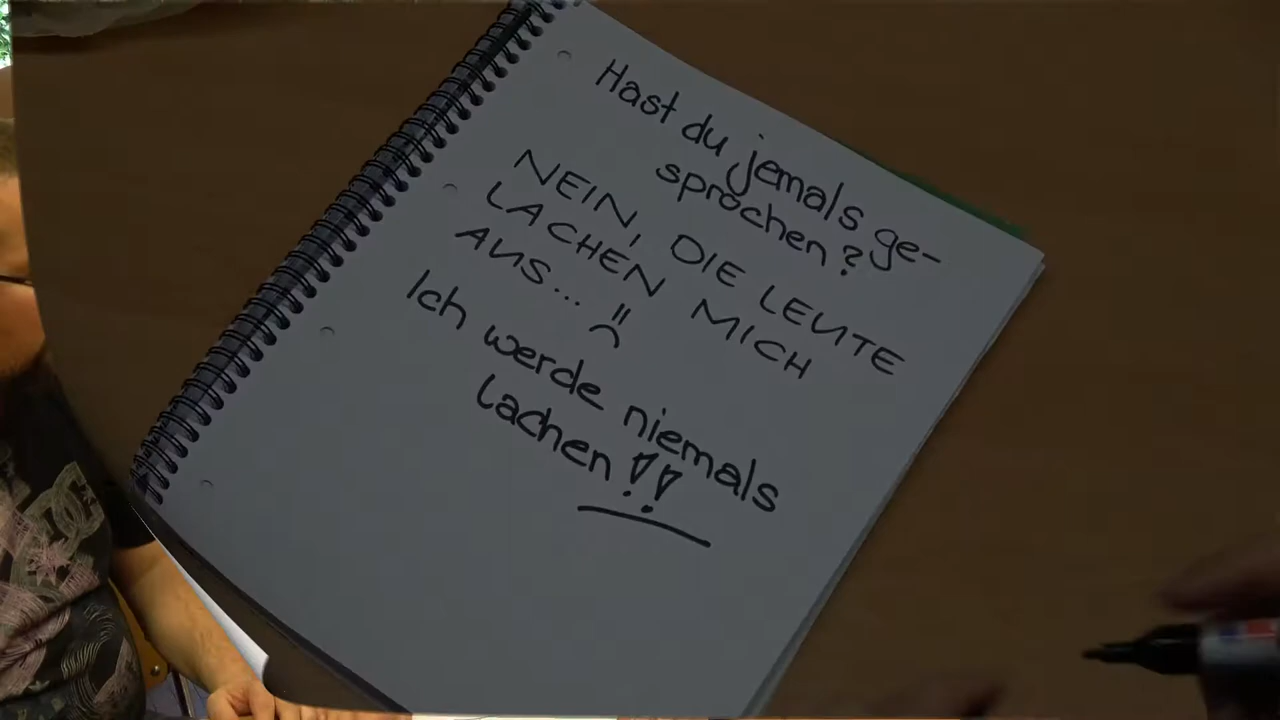 Hast du jemals ge-
sprochen?
NEIN, DIE LEUTE
LACHEN MICH
AUS... :(
Ich werde niemals
lachen!!